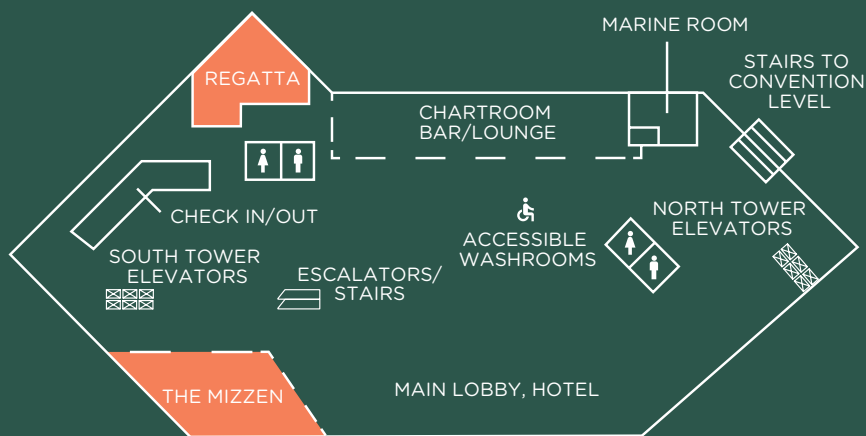 MARINE ROOM
STAIRS TO
CONVENTION
LEVEL
REGATTA
CHARTROOM
BAR/LOUNGE
CHECK IN/OUT
NORTH TOWER
ELEVATORS
ACCESSIBLE
WASHROOMS
SOUTH TOWER
ELEVATORS
ESCALATORS/
STAIRS
THE MIZZEN
MAIN LOBBY, HOTEL